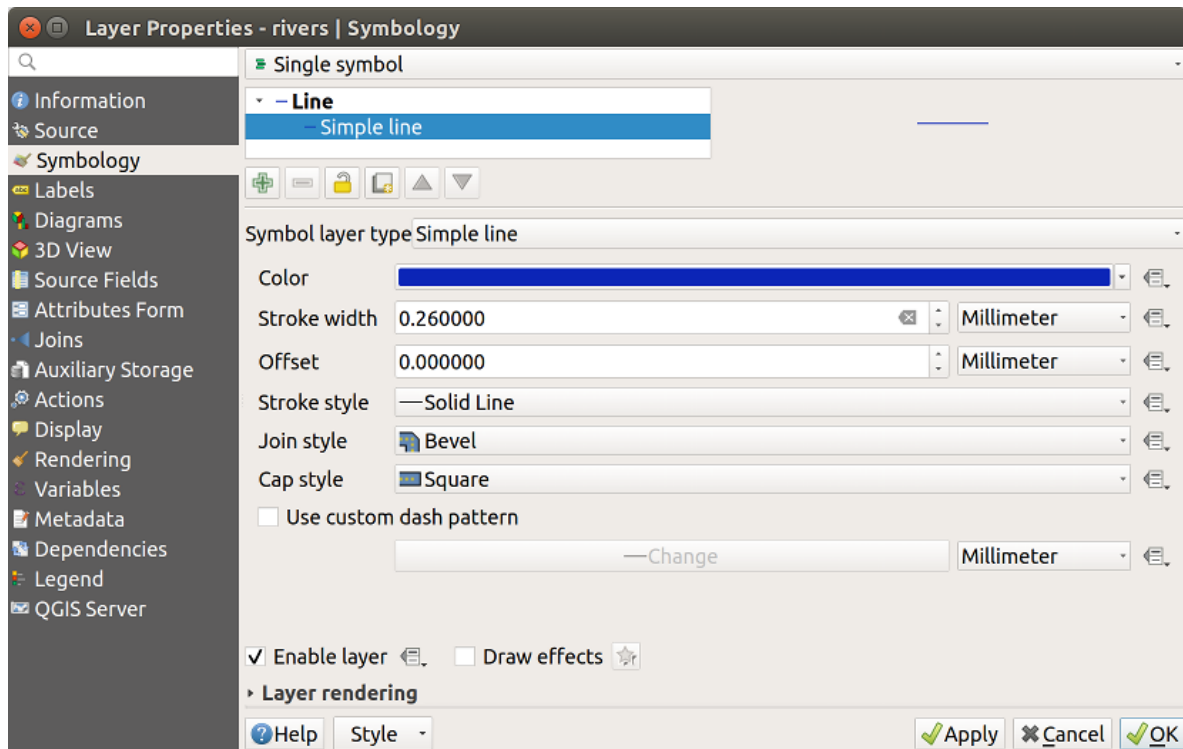 Layer Properties - rivers | Symbology
Information
Source
Symbology
Labels
Diagrams
3D View
Source Fields
Attributes Form
Joins
Auxiliary Storage
Actions
Display
Rendering
Variables
Metadata
Dependencies
Legend
QGIS Server
Single symbol
Line
Simple line
Symbol layer type Simple line
Color
Stroke width 0.260000 Millimeter
Offset 0.000000 Millimeter
Stroke style Solid Line
Join style Bevel
Cap style Square
Use custom dash pattern
Change Millimeter
Enable layer Draw effects
Layer rendering
Help Style Apply Cancel OK